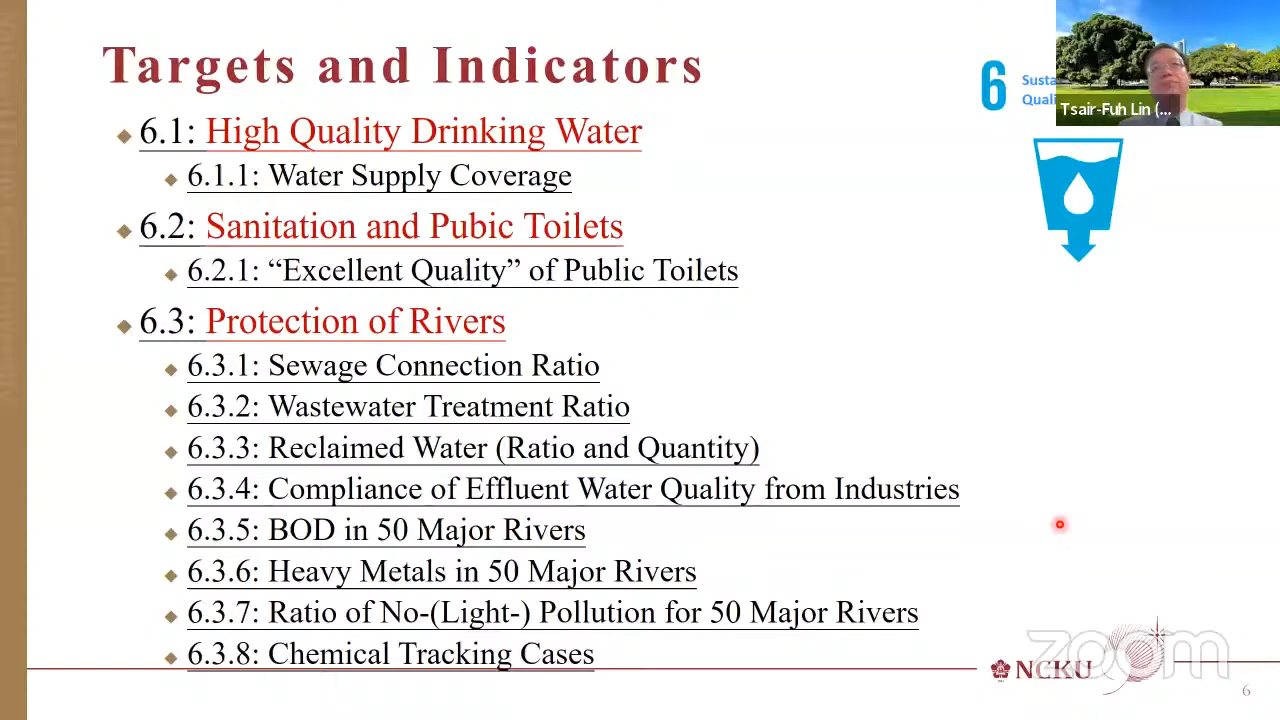 Targets and Indicators
6
Susta
Quali
Tsair-Fuh Lin (...
6.1: High Quality Drinking Water
6.1.1: Water Supply Coverage
6.2: Sanitation and Pubic Toilets
6.2.1: “Excellent Quality” of Public Toilets
6.3: Protection of Rivers
6.3.1: Sewage Connection Ratio
6.3.2: Wastewater Treatment Ratio
6.3.3: Reclaimed Water (Ratio and Quantity)
6.3.4: Compliance of Effluent Water Quality from Industries
6.3.5: BOD in 50 Major Rivers
6.3.6: Heavy Metals in 50 Major Rivers
6.3.7: Ratio of No-(Light-) Pollution for 50 Major Rivers
6.3.8: Chemical Tracking Cases
zoom
NCKU
6